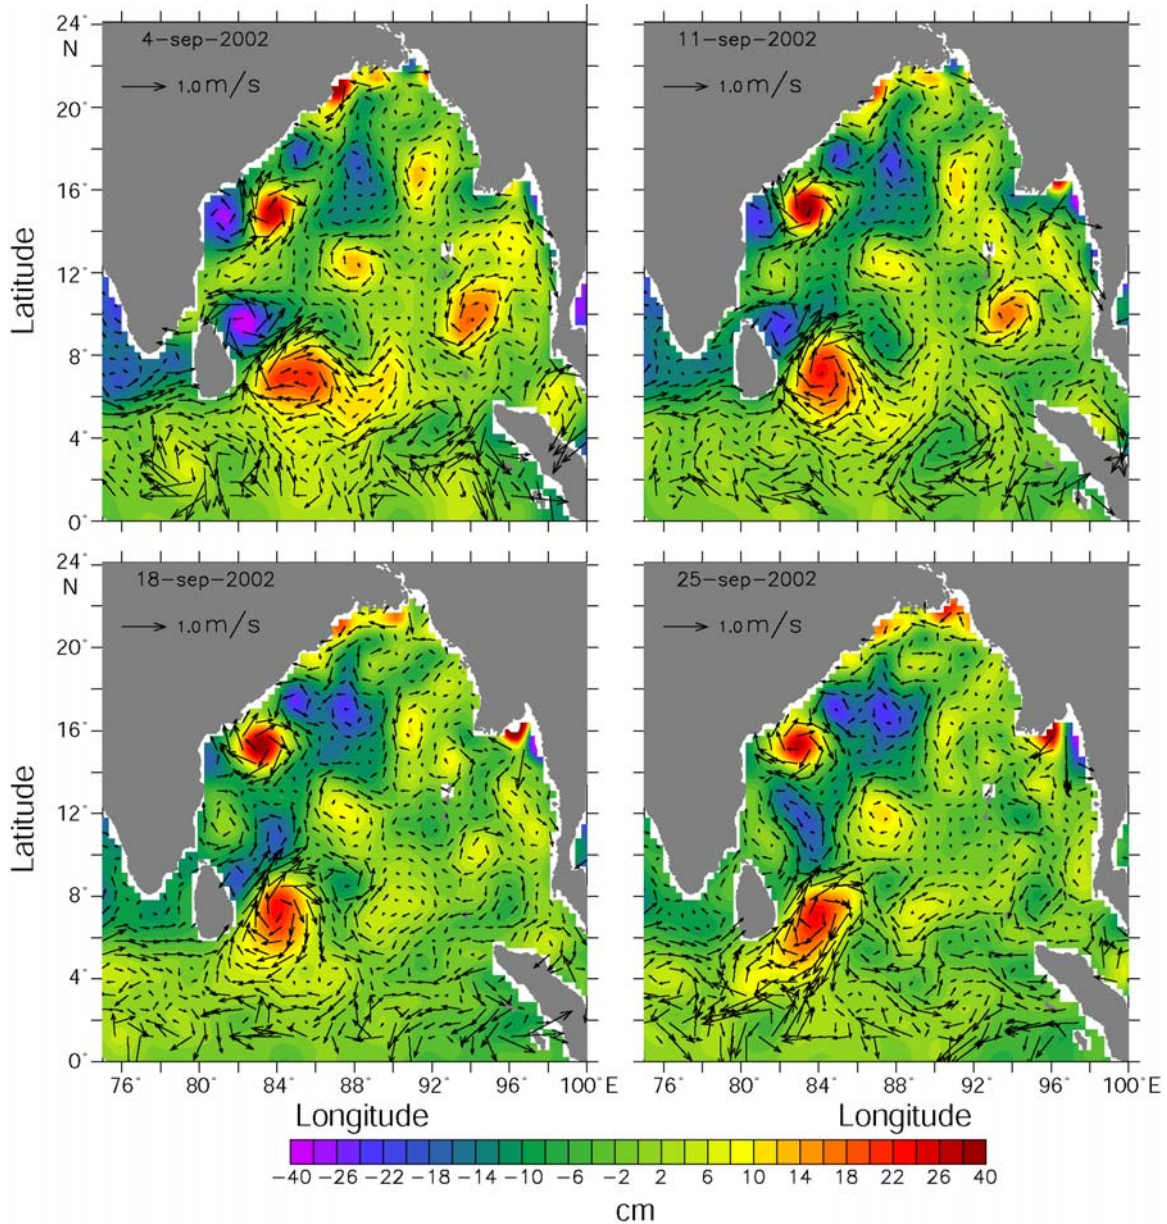 24°
N
20°
16°
12°
8°
4°
0°
Latitude
4-sep-2002
1.0 m/s
11-sep-2002
1.0 m/s
24°
N
20°
16°
12°
8°
4°
0°
Latitude
18-sep-2002
1.0 m/s
25-sep-2002
1.0 m/s
Latitude
76° 80° 84° 88° 92° 96° 100°E
76° 80° 84° 88° 92° 96° 100°E
Longitude Longitude
-40 -26 -22 -18 -14 -10 -6 -2 2 6 10 14 18 22 26 40
cm